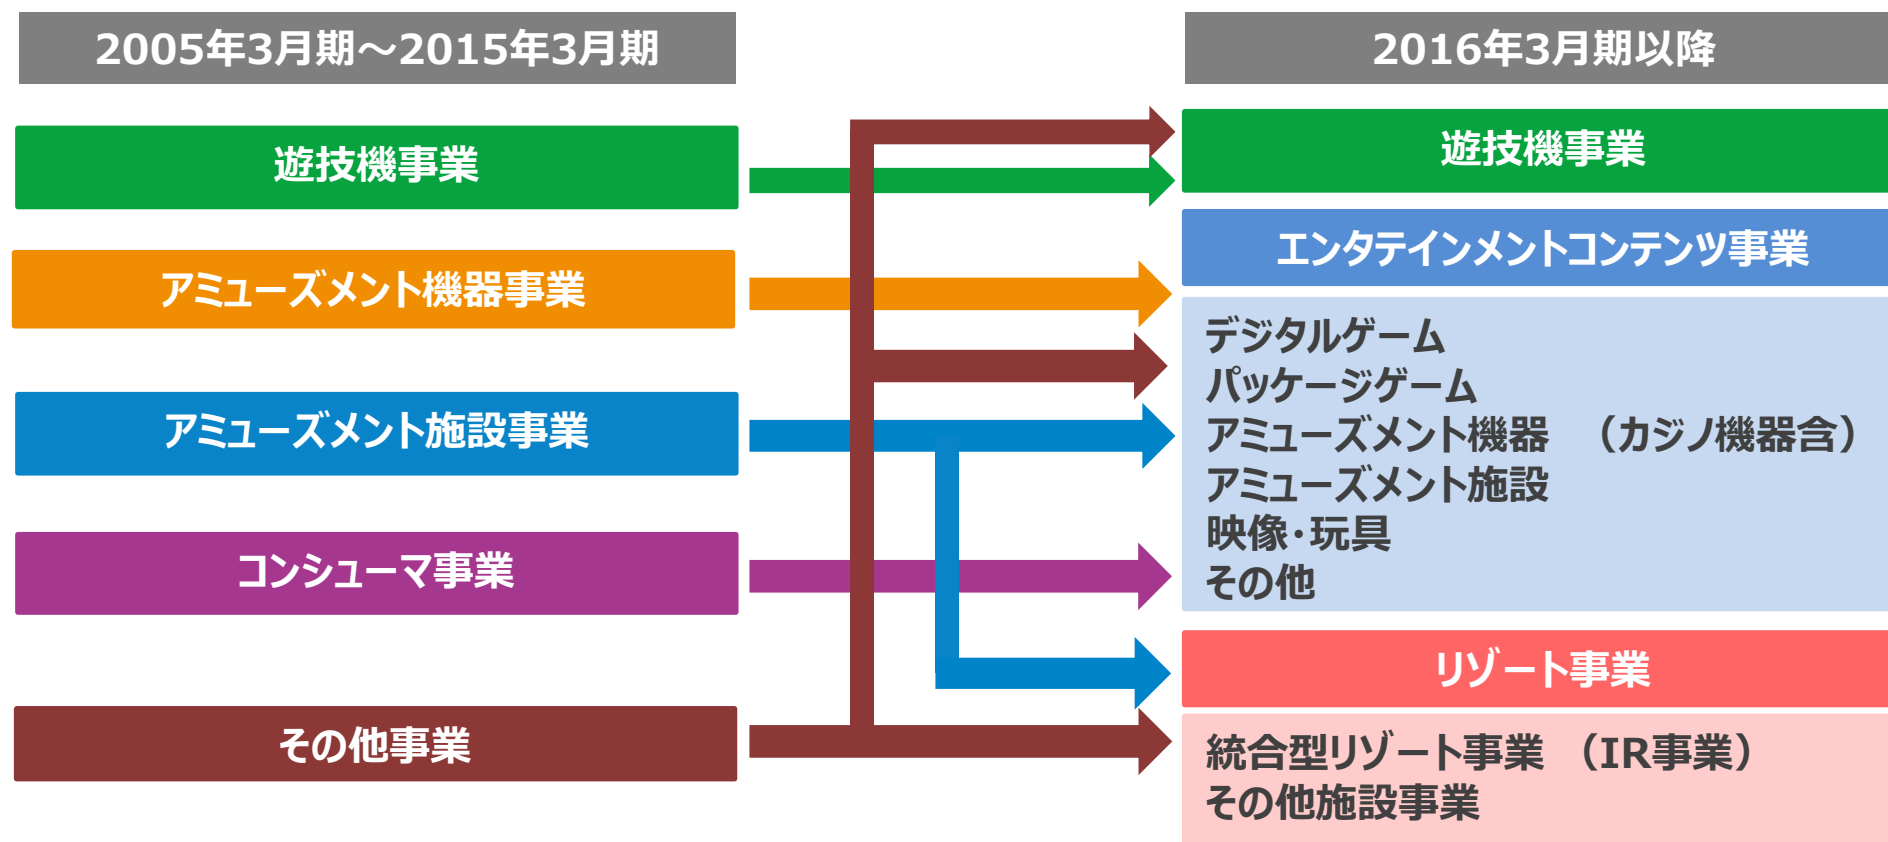 2005年3月期～2015年3月期
遊技機事業
アミューズメント機器事業
アミューズメント施設事業
コンシューマ事業
その他事業
2016年3月期以降
遊技機事業
エンタテインメントコンテンツ事業
デジタルゲーム
パッケージゲーム
アミューズメント機器　（カジノ機器含）
アミューズメント施設
映像・玩具
その他
リゾート事業
統合型リゾート事業　（IR事業）
その他施設事業